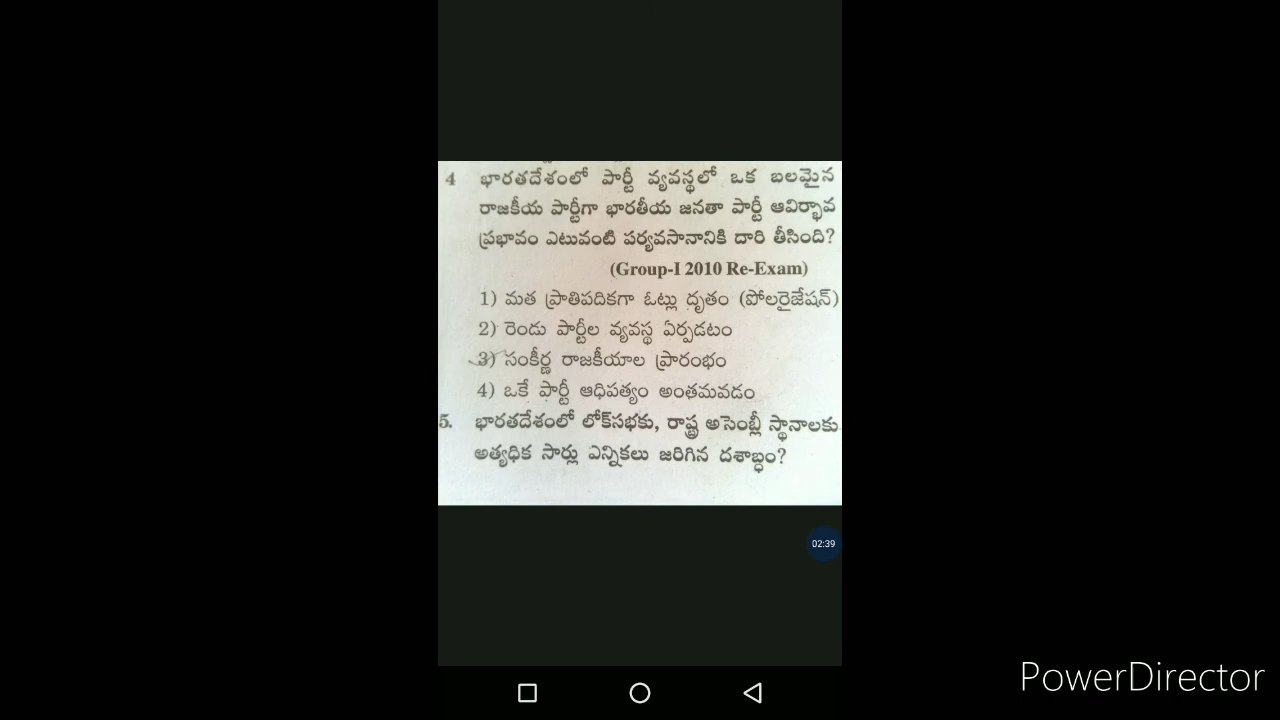 4 భారతదేశంలో పార్టీ వ్యవస్థలో ఒక బలమైన
రాజకీయ పార్టీగా భారతీయ జనతా పార్టీ ఆవిర్భావ
ప్రభావం ఎటువంటి పర్యవసానానికి దారి తీసింది?
(Group-I 2010 Re-Exam)
1) మత ప్రాతిపదికగా ఓట్లు దృతం (పోలరైజేషన్)
2) రెండు పార్టీల వ్యవస్థ ఏర్పడటం
3) సంకీర్ణ రాజకీయాల ప్రారంభం
4) ఒకే పార్టీ ఆధిపత్యం అంతమవడం
5. భారతదేశంలో లోక్‌సభకు, రాష్ట్ర అసెంబ్లీ స్థానాలకు
అత్యధిక సార్లు ఎన్నికలు జరిగిన దశాబ్ధం?
02:39
PowerDirector